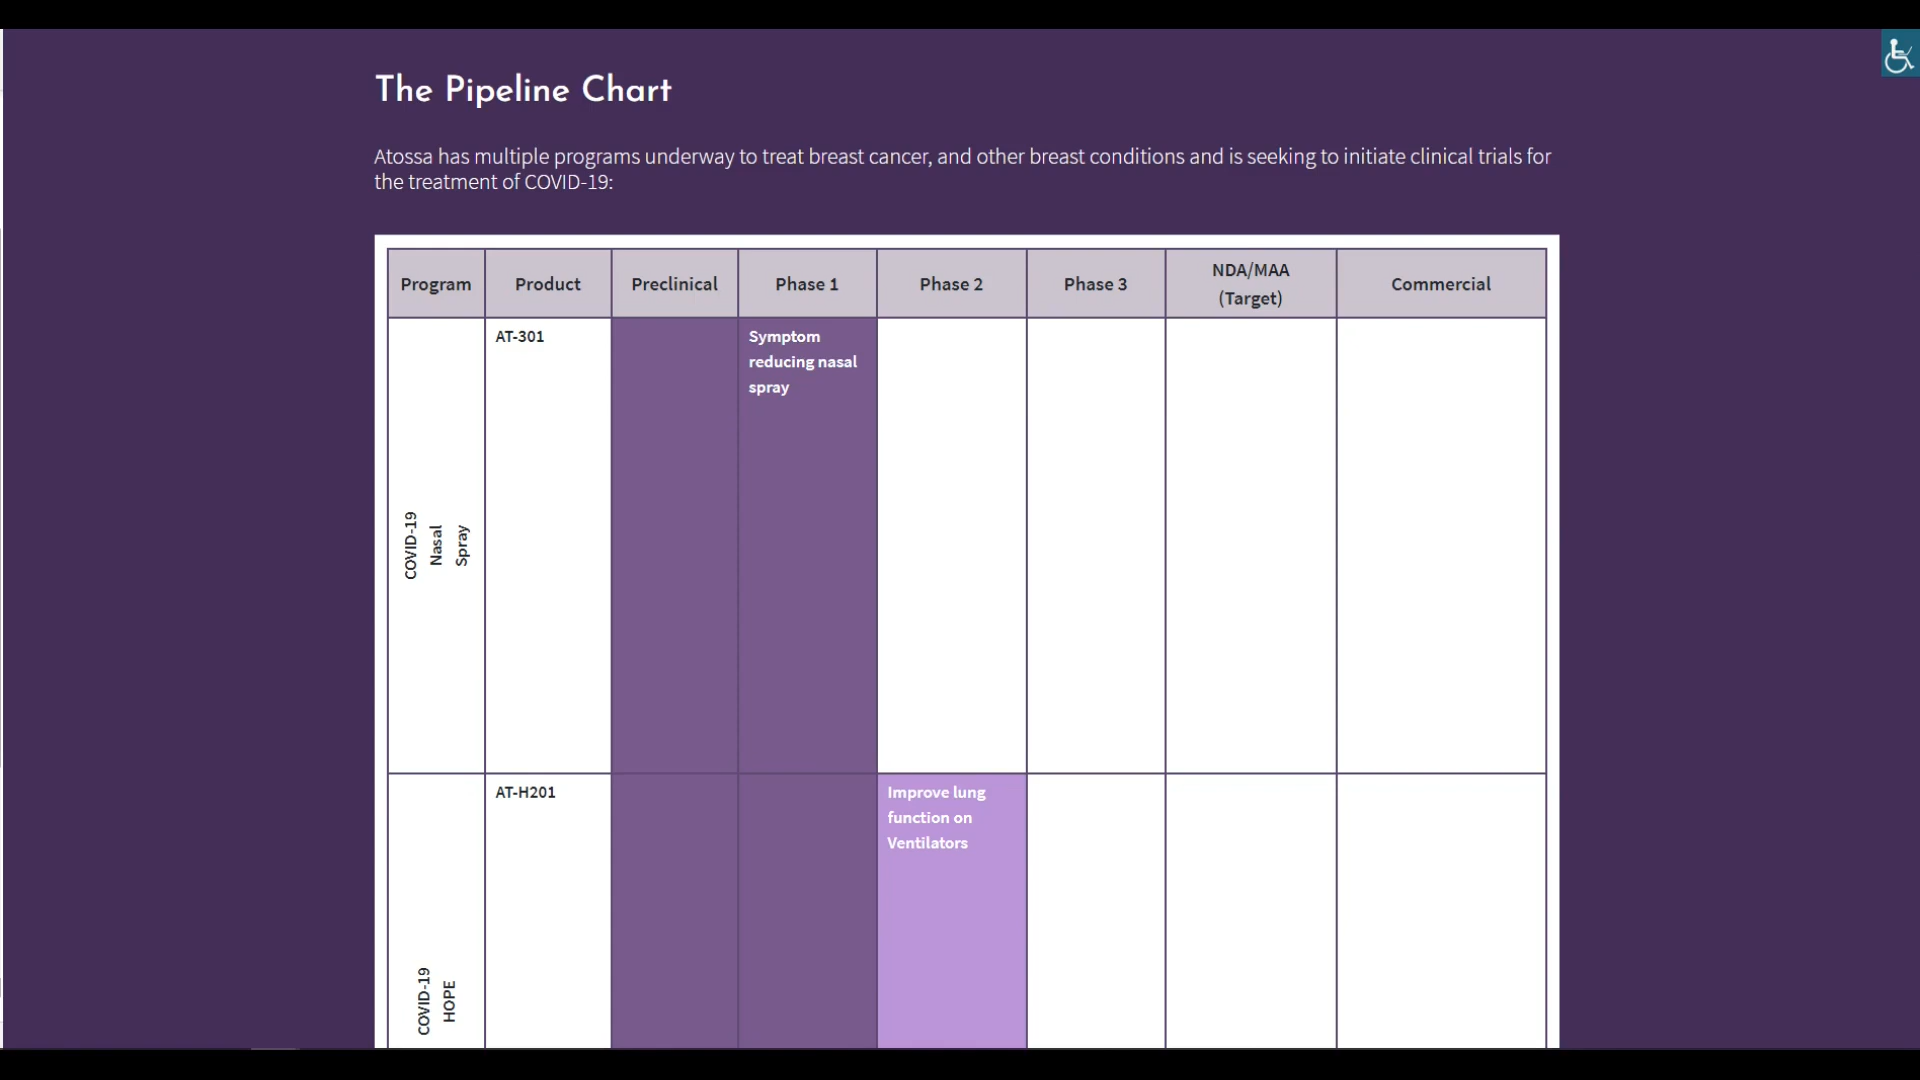 The Pipeline Chart
Atossa has multiple programs underway to treat breast cancer, and other breast conditions and is seeking to initiate clinical trials for
the treatment of COVID-19:
Program
Product
Preclinical
Phase 1
Phase 2
Phase 3
NDA/MAA
(Target)
Commercial
COVID-19
Nasal
Spray
AT-301
Symptom
reducing nasal
spray
COVID-19
HOPE
AT-H201
Improve lung
function on
Ventilators